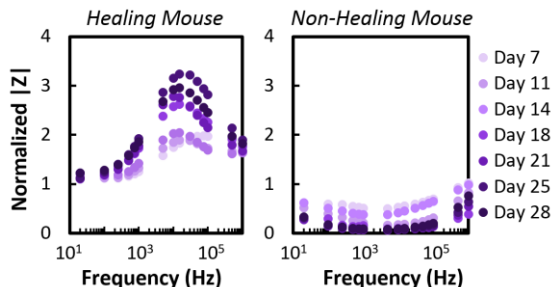 Healing Mouse
Non-Healing Mouse
Normalized |Z|
4
3
2
1
0
10¹
10³
10⁵
Frequency (Hz)
4
3
2
1
0
10¹
10³
10⁵
Frequency (Hz)
Day 7
Day 11
Day 14
Day 18
Day 21
Day 25
Day 28